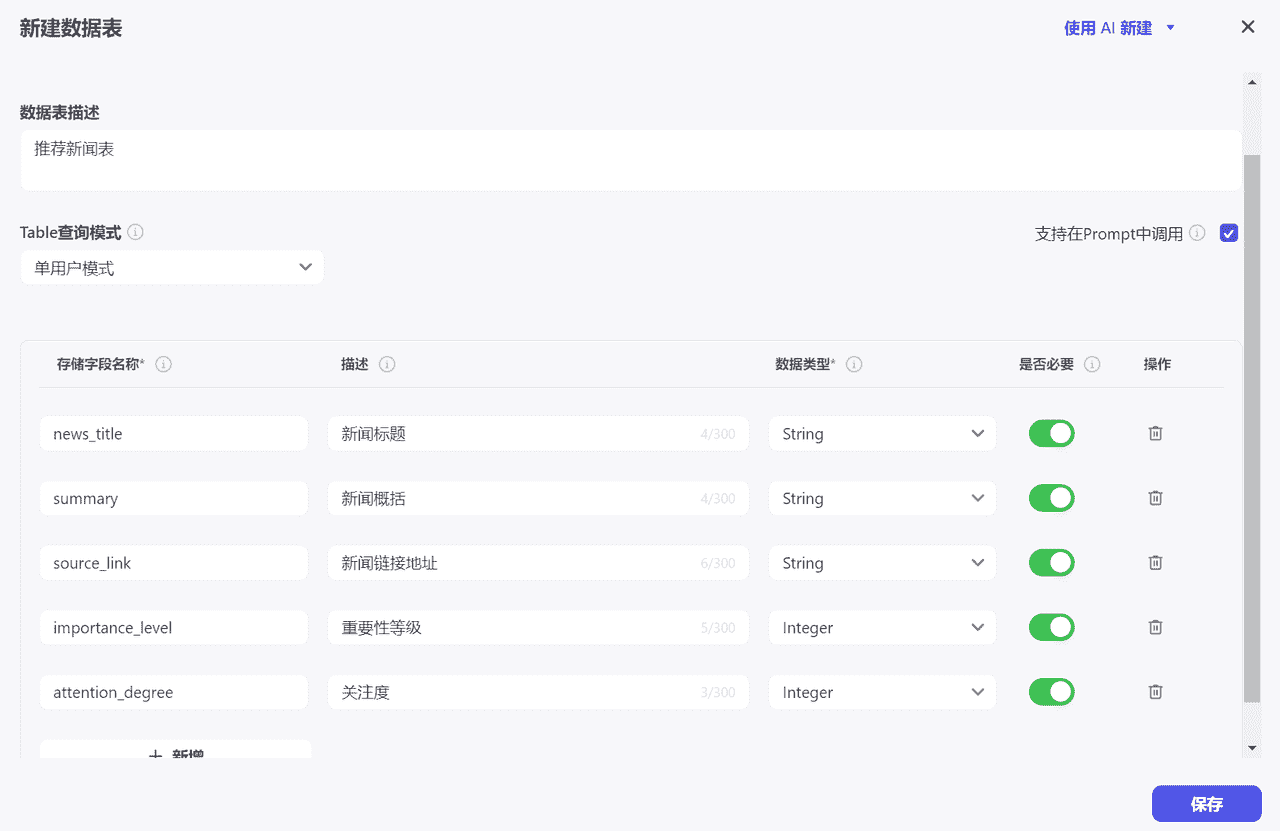 新建数据表
使用 AI 新建
数据表描述
推荐新闻表
Table查询模式
支持在Prompt中调用
单用户模式
存储字段名称* 描述 数据类型* 是否必要 操作
news_title 新闻标题 4/300 String
summary 新闻概括 4/300 String
source_link 新闻链接地址 6/300 String
importance_level 重要性等级 5/300 Integer
attention_degree 关注度 3/300 Integer
+ 新增
保存